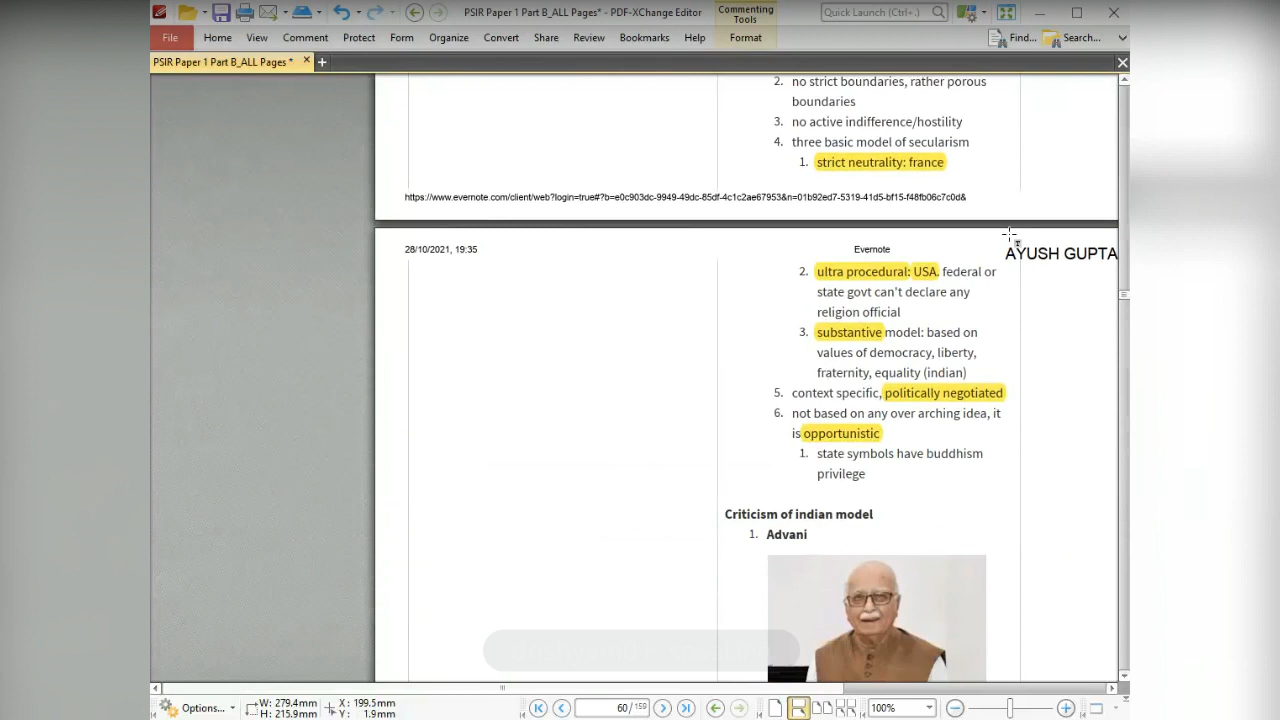 PSIR Paper 1 Part B_ALL Pages* - PDF-XChange Editor
Commenting Tools
Quick Launch (Ctrl+.)
File Home View Comment Protect Form Organize Convert Share Review Bookmarks Help Format Find... Search...
PSIR Paper 1 Part B_ALL Pages *
2. no strict boundaries, rather porous
boundaries
3. no active indifference/hostility
4. three basic model of secularism
1. strict neutrality: france
https://www.evernote.com/client/web?login=true#?b=e0c903dc-9949-49dc-85df-4c1c2ae67953&n=01b92ed7-5319-41d5-bf15-f48fb06c7c0d&
28/10/2021, 19:35 Evernote
AYUSH GUPTA
2. ultra procedural: USA. federal or
state govt can't declare any
religion official
3. substantive model: based on
values of democracy, liberty,
fraternity, equality (indian)
5. context specific, politically negotiated
6. not based on any over arching idea, it
is opportunistic
1. state symbols have buddhism
privilege
Criticism of indian model
1. Advani
Options... W: 279.4mm X: 199.5mm 60 / 159 100%
H: 215.9mm Y: 1.9mm